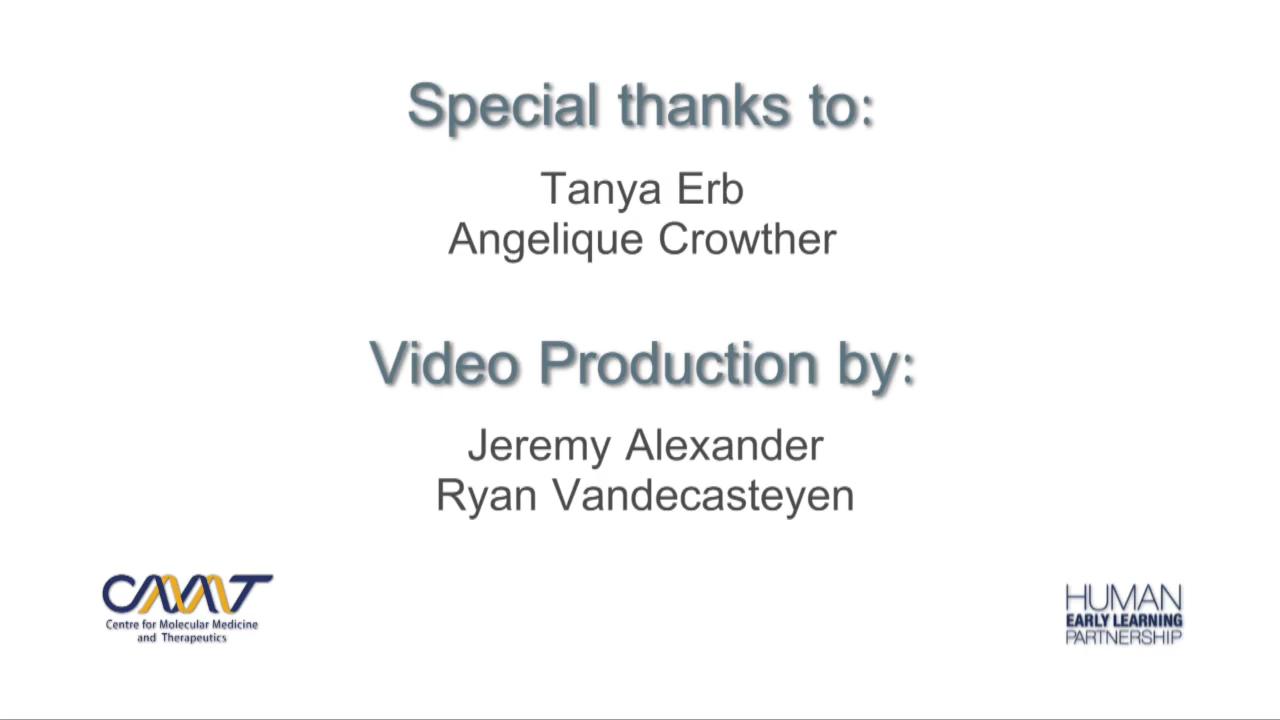 Special thanks to:
Tanya Erb
Angelique Crowther
Video Production by:
Jeremy Alexander
Ryan Vandecasteyen
CMMT
Centre for Molecular Medicine
and Therapeutics
HUMAN
EARLY LEARNING
PARTNERSHIP